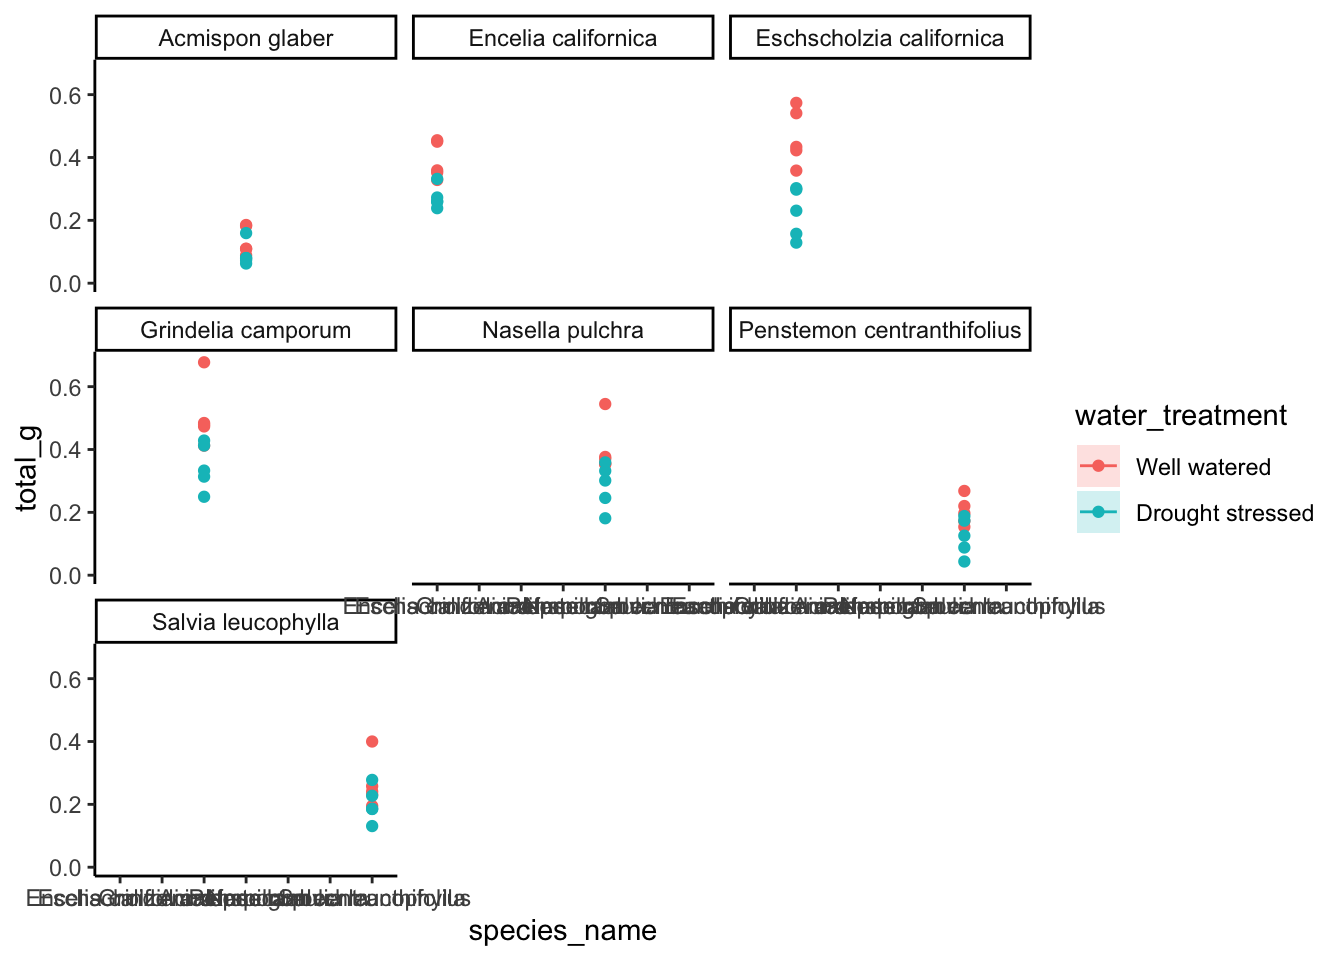 Acmispon glaber
Encelia californica
Eschscholzia californica
0.6
0.4
0.2
0.0
Grindelia camporum
Nasella pulchra
Penstemon centranthifolius
0.6
0.4
0.2
0.0
total_g
water_treatment
Well watered
Drought stressed
Salvia leucophylla
0.6
0.4
0.2
0.0
species_name